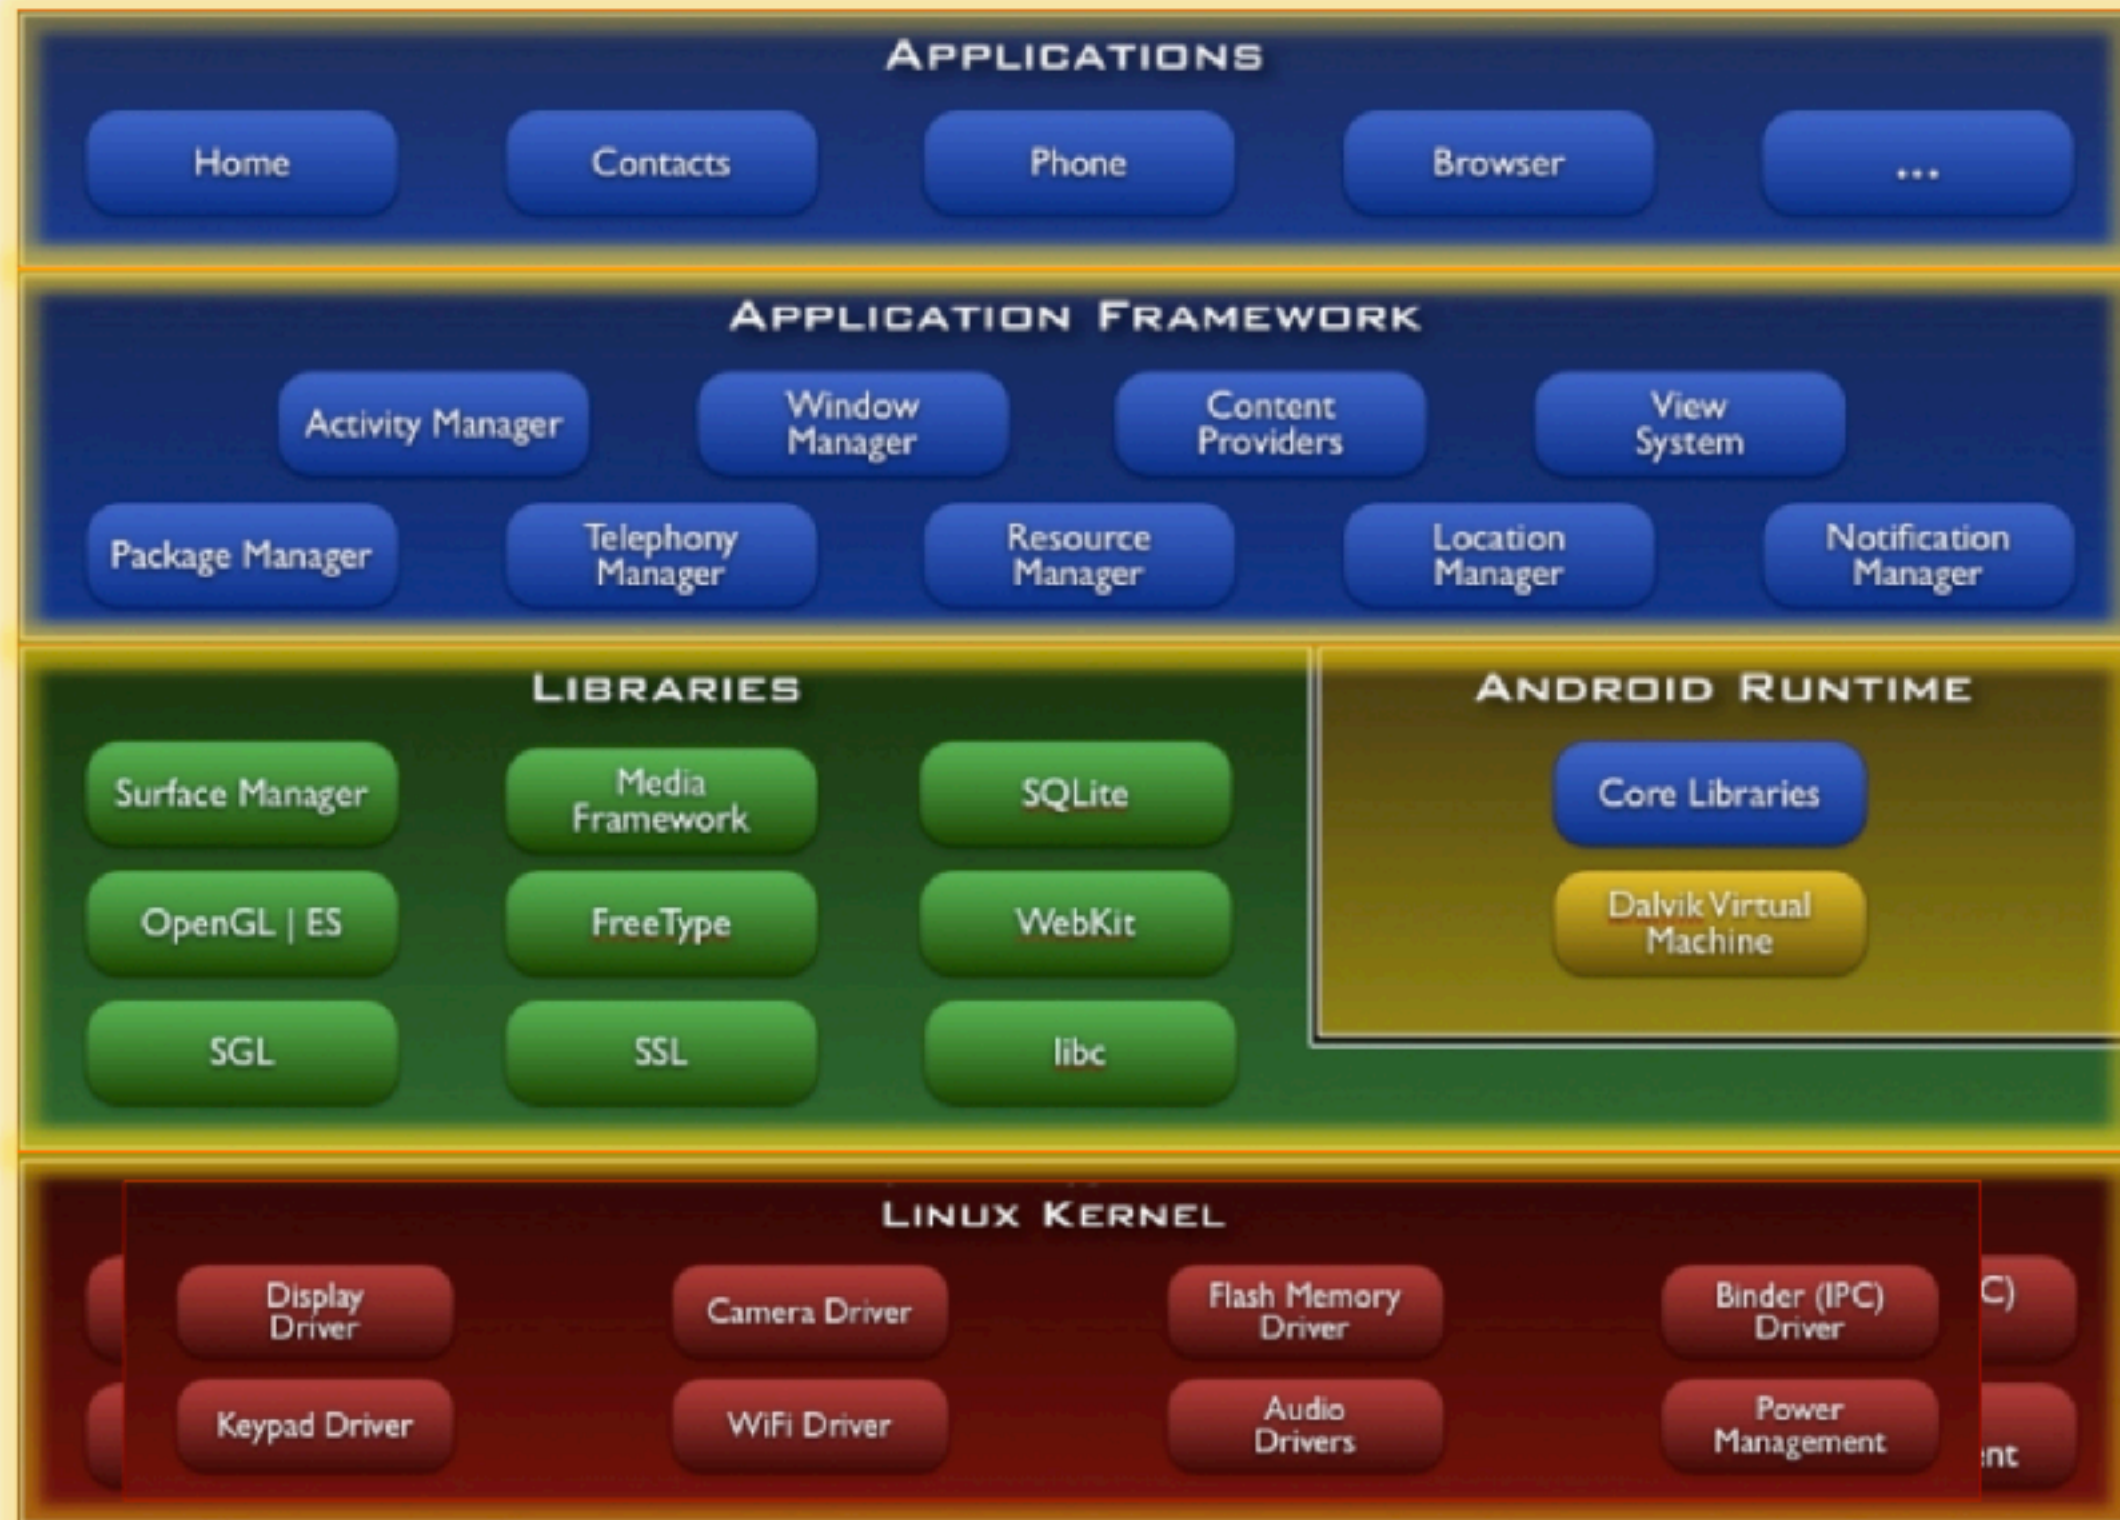 APPLICATIONS
Home
Contacts
Phone
Browser
...
APPLICATION FRAMEWORK
Activity Manager
Window
Manager
Content
Providers
View
System
Package Manager
Telephony
Manager
Resource
Manager
Location
Manager
Notification
Manager
LIBRARIES
Surface Manager
Media
Framework
SQLite
OpenGL | ES
FreeType
WebKit
SGL
SSL
libc
ANDROID RUNTIME
Core Libraries
Dalvik Virtual
Machine
LINUX KERNEL
Display
Driver
Camera Driver
Flash Memory
Driver
Binder (IPC)
Driver
C)
Keypad Driver
WiFi Driver
Audio
Drivers
Power
Management
ent